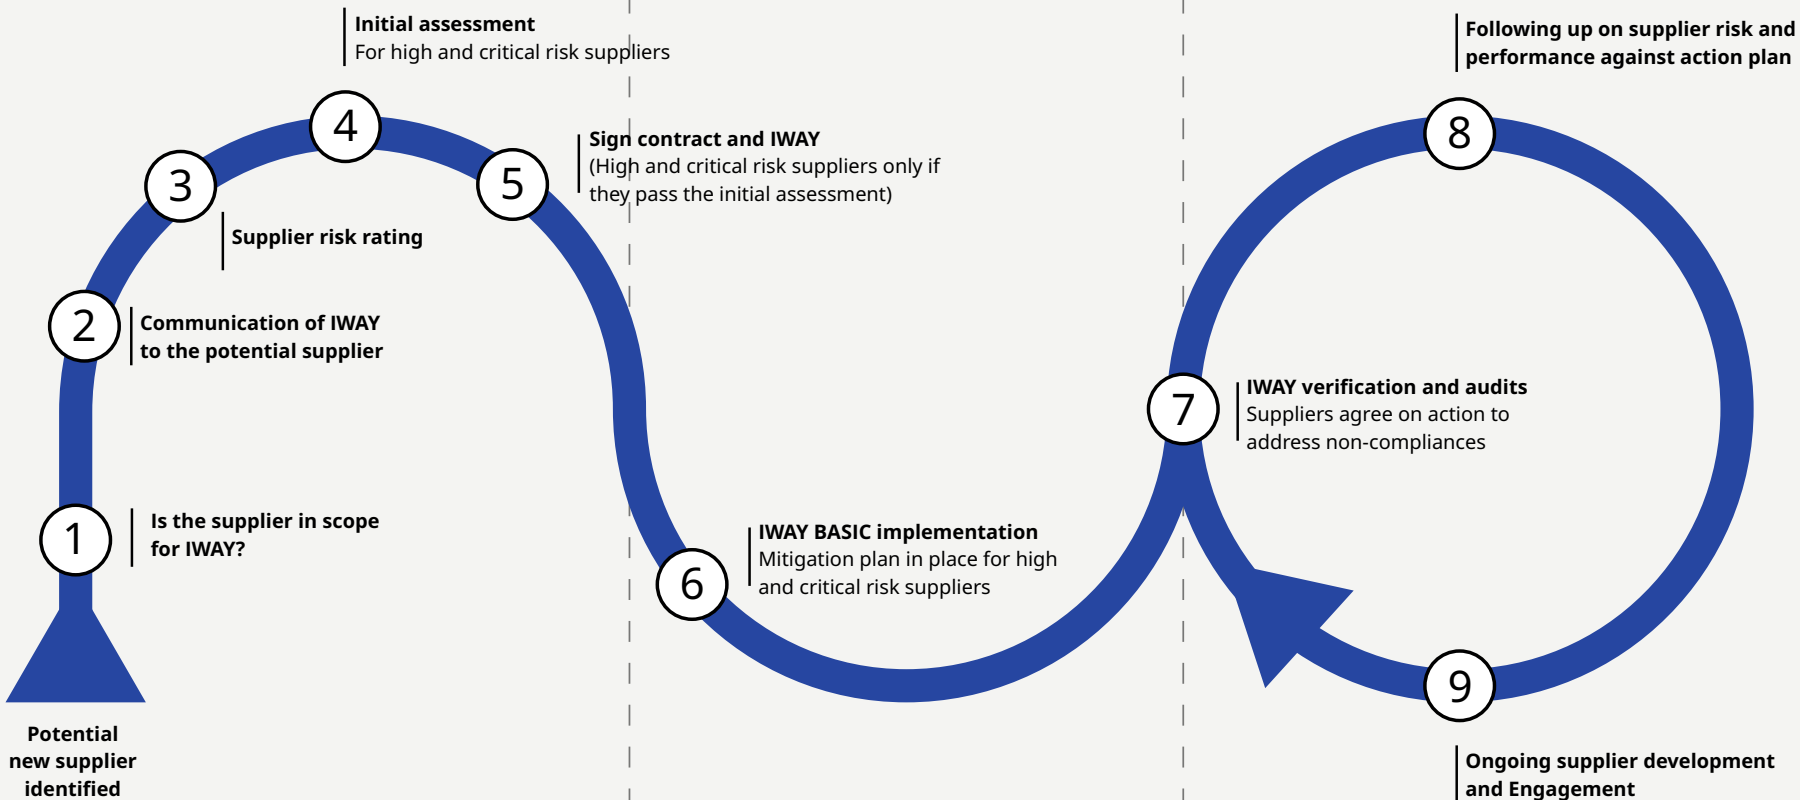 Potential
new supplier
identified
1
Is the supplier in scope
for IWAY?
2
Communication of IWAY
to the potential supplier
3
Supplier risk rating
4
Initial assessment
For high and critical risk suppliers
5
Sign contract and IWAY
(High and critical risk suppliers only if
they pass the initial assessment)
6
IWAY BASIC implementation
Mitigation plan in place for high
and critical risk suppliers
7
IWAY verification and audits
Suppliers agree on action to
address non-compliances
8
Following up on supplier risk and
performance against action plan
9
Ongoing supplier development
and Engagement